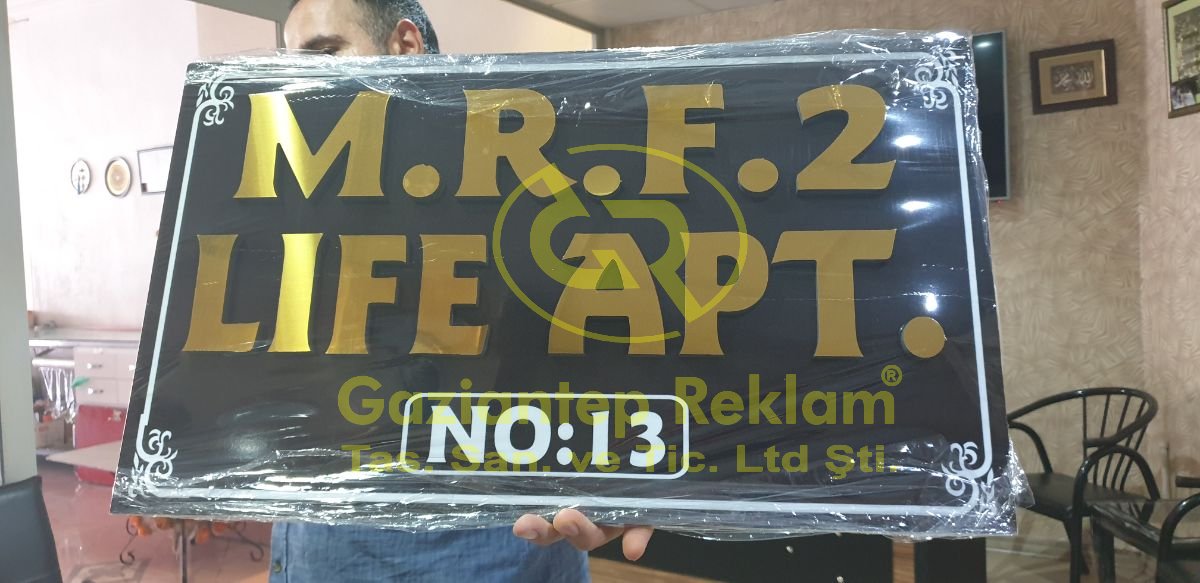 M.R.F.2
LIFE APT.
Gaziantep Reklam®
NO:13
Tas. San. ve Tic. Ltd Şti.